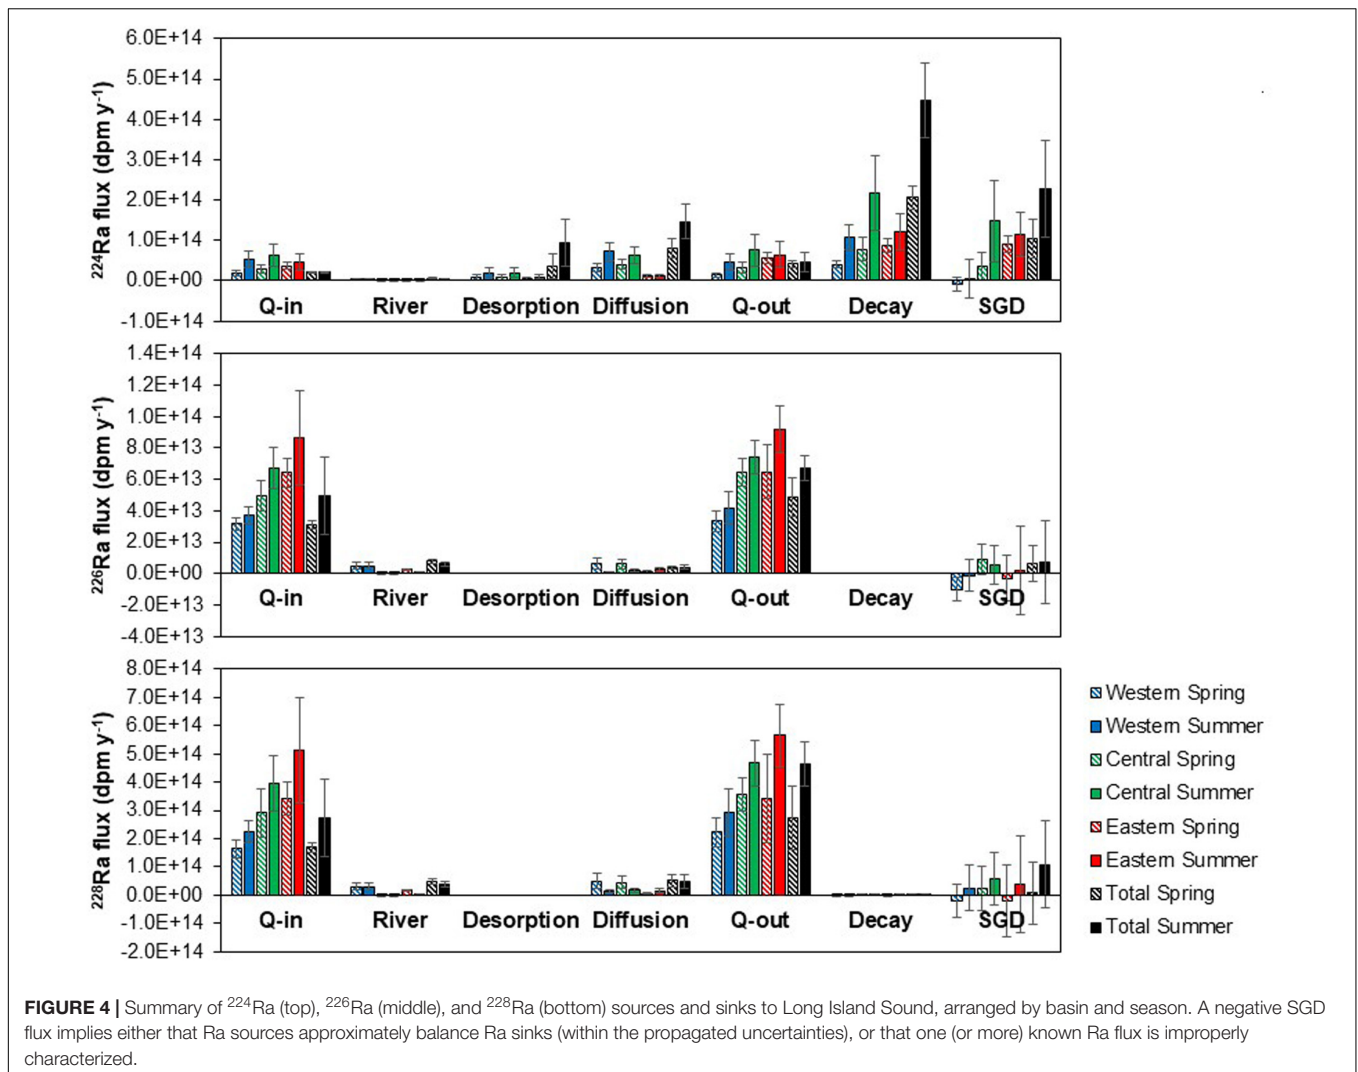 6.0E+14
5.0E+14
4.0E+14
3.0E+14
2.0E+14
1.0E+14
0.0E+00
-1.0E+14
²²⁴Ra flux (dpm y⁻¹)
Q-in River Desorption Diffusion Q-out Decay SGD
1.4E+14
1.2E+14
1.0E+14
8.0E+13
6.0E+13
4.0E+13
2.0E+13
0.0E+00
-2.0E+13
-4.0E+13
²²⁶Ra flux (dpm y⁻¹)
Q-in River Desorption Diffusion Q-out Decay SGD
8.0E+14
7.0E+14
6.0E+14
5.0E+14
4.0E+14
3.0E+14
2.0E+14
1.0E+14
0.0E+00
-1.0E+14
-2.0E+14
²²⁸Ra flux (dpm y⁻¹)
Q-in River Desorption Diffusion Q-out Decay SGD
Western Spring
Western Summer
Central Spring
Central Summer
Eastern Spring
Eastern Summer
Total Spring
Total Summer
FIGURE 4 | Summary of ²²⁴Ra (top), ²²⁶Ra (middle), and ²²⁸Ra (bottom) sources and sinks to Long Island Sound, arranged by basin and season. A negative SGD
flux implies either that Ra sources approximately balance Ra sinks (within the propagated uncertainties), or that one (or more) known Ra flux is improperly
characterized.